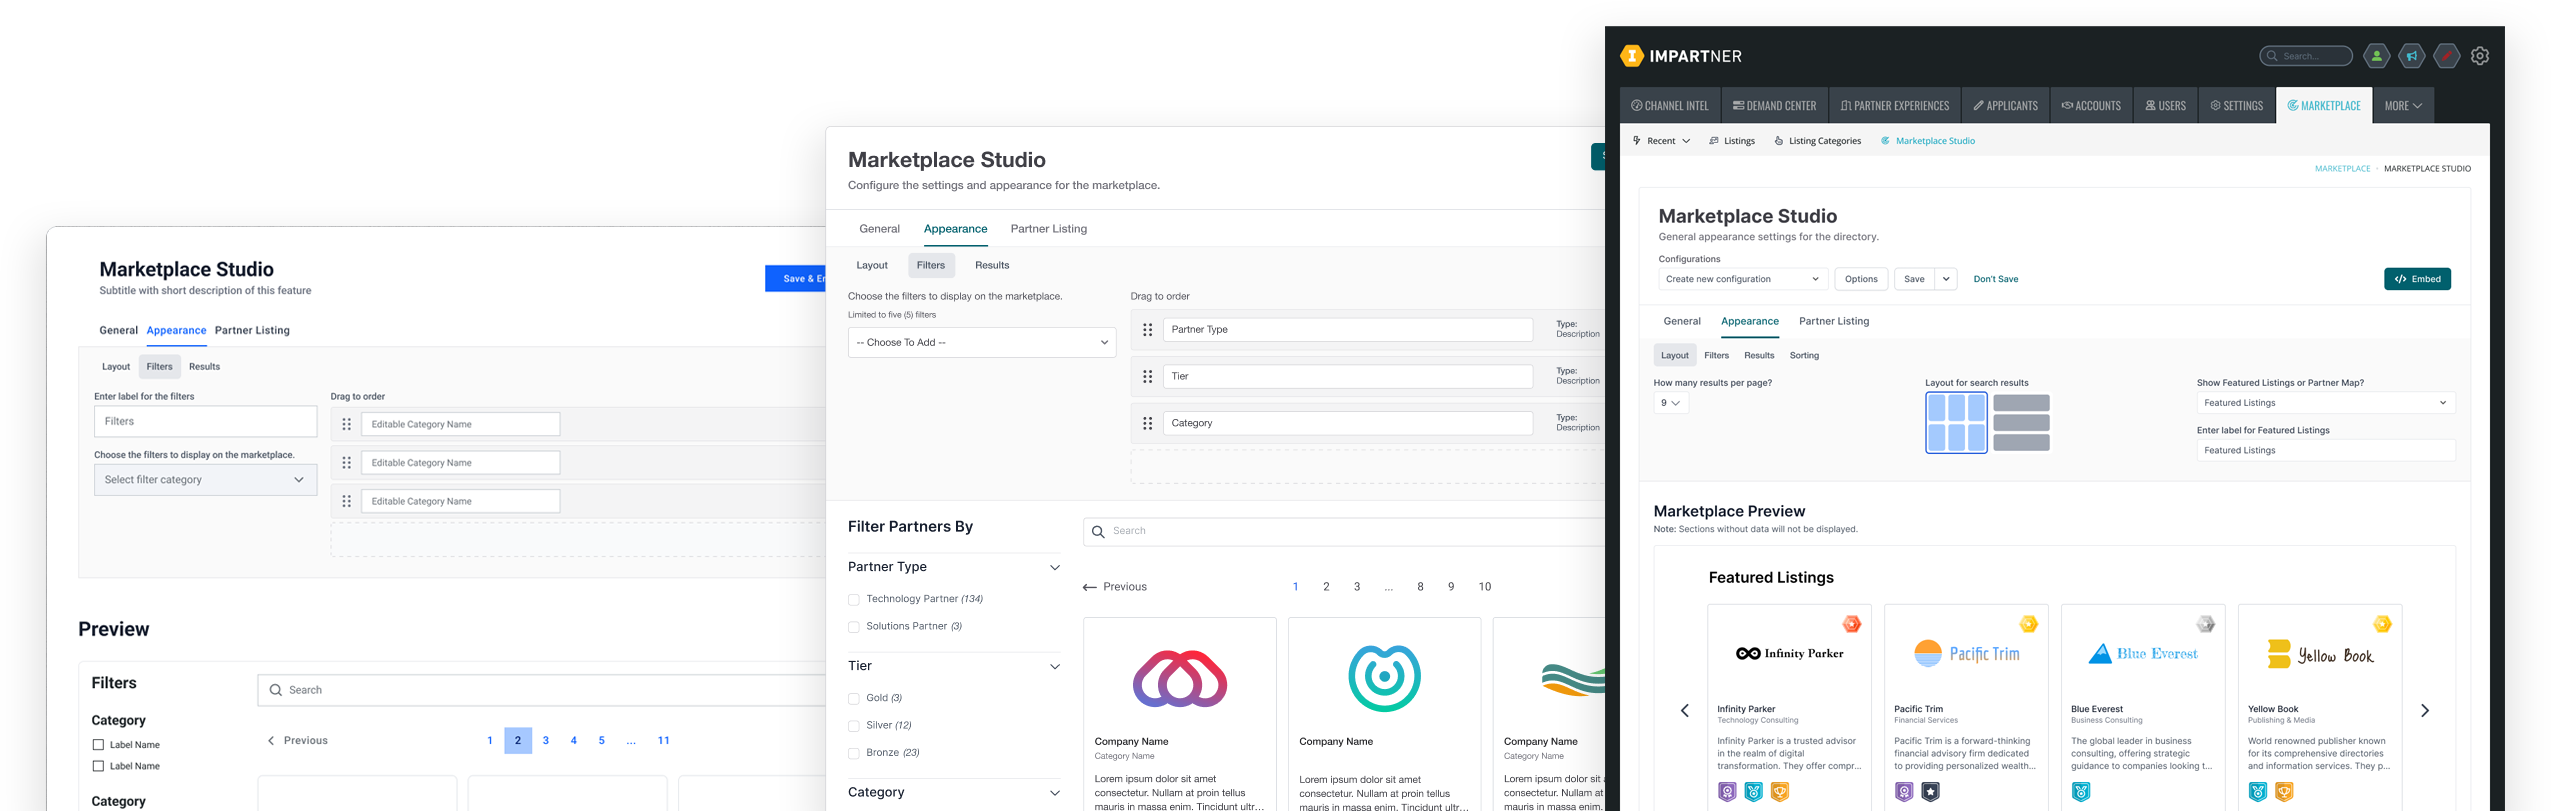 Marketplace Studio
Subtitle with short description of this feature
Save & Er
General Appearance Partner Listing
Layout Filters Results
Enter label for the filters
Filters
Choose the filters to display on the marketplace.
Select filter category
Drag to order
Editable Category Name
Editable Category Name
Editable Category Name
Preview
Filters
Category
Label Name
Label Name
Category
Search
Previous
1 2 3 4 5 ... 11
Marketplace Studio
Configure the settings and appearance for the marketplace.
General Appearance Partner Listing
Layout Filters Results
Choose the filters to display on the marketplace.
Limited to five (5) filters
-- Choose To Add --
Drag to order
Partner Type
Type:
Description
Tier
Type:
Description
Category
Type:
Description
Filter Partners By
Partner Type
Technology Partner (134)
Solutions Partner (3)
Tier
Gold (3)
Silver (12)
Bronze (23)
Category
Search
Previous
1 2 3 ... 8 9 10
Company Name
Category Name
Lorem ipsum dolor sit amet
consectetur. Nullam at proin tellus
mauris in massa enim. Tincidunt ultr...
Company Name
Lorem ipsum dolor sit amet
consectetur. Nullam at proin tellus
mauris in massa enim. Tincidunt ultr...
Company Name
Category Name
Lorem ipsum dolor sit
consectetur. Nullam at
mauris in massa enim.
IMPARTNER
Search...
CHANNEL INTEL DEMAND CENTER PARTNER EXPERIENCES APPLICANTS ACCOUNTS USERS SETTINGS MARKETPLACE MORE
Recent Listings Listing Categories Marketplace Studio
MARKETPLACE - MARKETPLACE STUDIO
Marketplace Studio
General appearance settings for the directory.
Configurations
Create new configuration Options Save Don't Save
</> Embed
General Appearance Partner Listing
Layout Filters Results Sorting
How many results per page?
9
Layout for search results
Show Featured Listings or Partner Map?
Featured Listings
Enter label for Featured Listings
Featured Listings
Marketplace Preview
Note: Sections without data will not be displayed.
Featured Listings
Infinity Parker
Infinity Parker
Technology Consulting
Infinity Parker is a trusted advisor
in the realm of digital
transformation. They offer compr...
Pacific Trim
Pacific Trim
Financial Services
Pacific Trim is a forward-thinking
financial advisory firm dedicated
to providing personalized wealth...
Blue Everest
Blue Everest
Business Consulting
The global leader in business
consulting, offering strategic
guidance to companies looking t...
Yellow Book
Yellow Book
Publishing & Media
World renowned publisher known
for its comprehensive directories
and information services. They p...